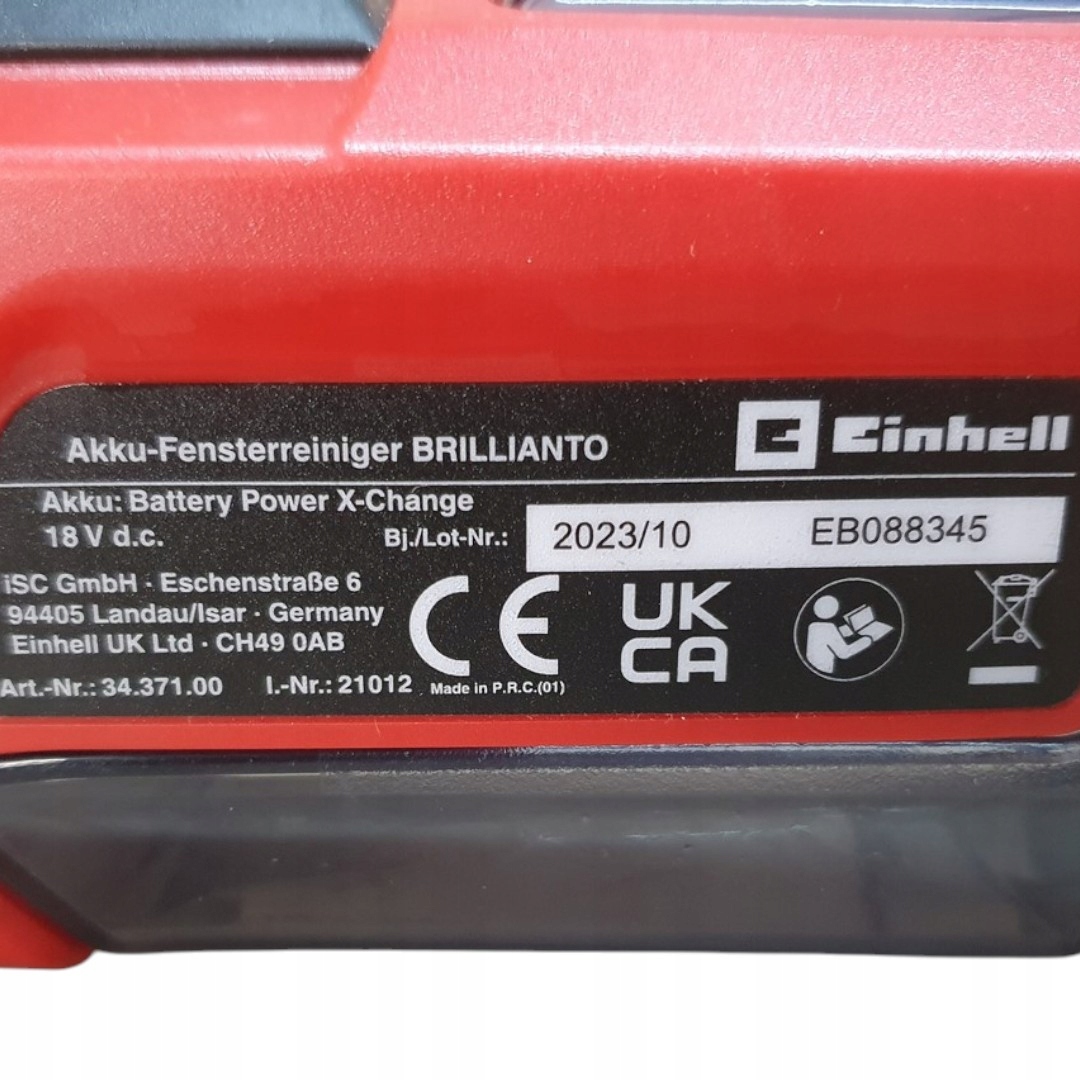 Einhell
Akku-Fensterreiniger BRILLIANTO
Akku: Battery Power X-Change
18 V d.c.
Bj./Lot-Nr.: 2023/10 EB088345
iSC GmbH · Eschenstraße 6
94405 Landau/Isar · Germany
Einhell UK Ltd · CH49 0AB
Art.-Nr.: 34.371.00 I.-Nr.: 21012 Made in P.R.C.(01)
CE
UK
CA